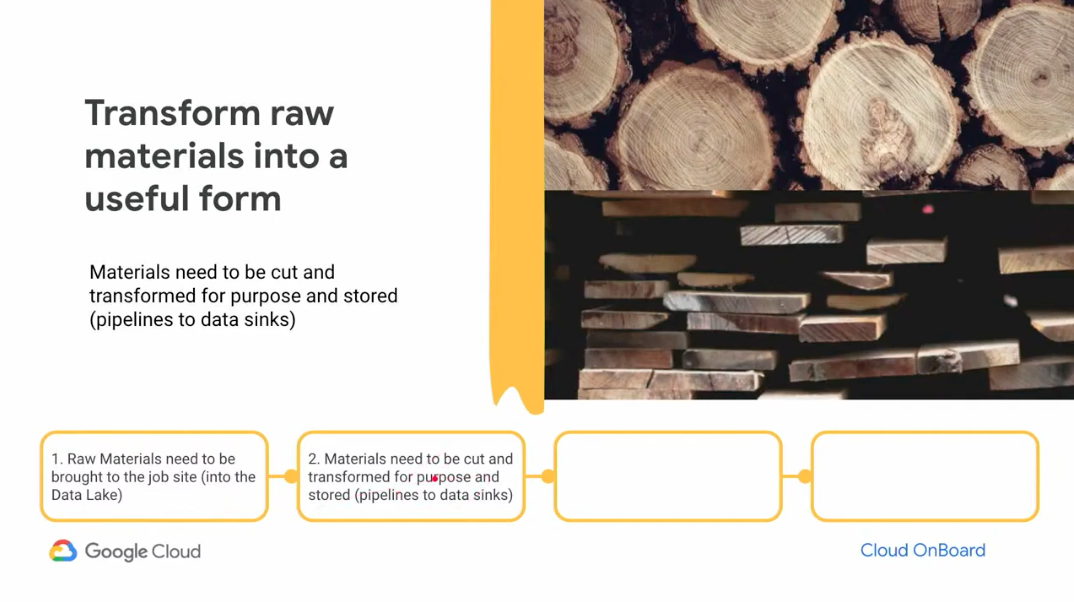 Transform raw
materials into a
useful form
Materials need to be cut and
transformed for purpose and stored
(pipelines to data sinks)
1. Raw Materials need to be
brought to the job site (into the
Data Lake)
2. Materials need to be cut and
transformed for purpose and
stored (pipelines to data sinks)
Google Cloud
Cloud OnBoard